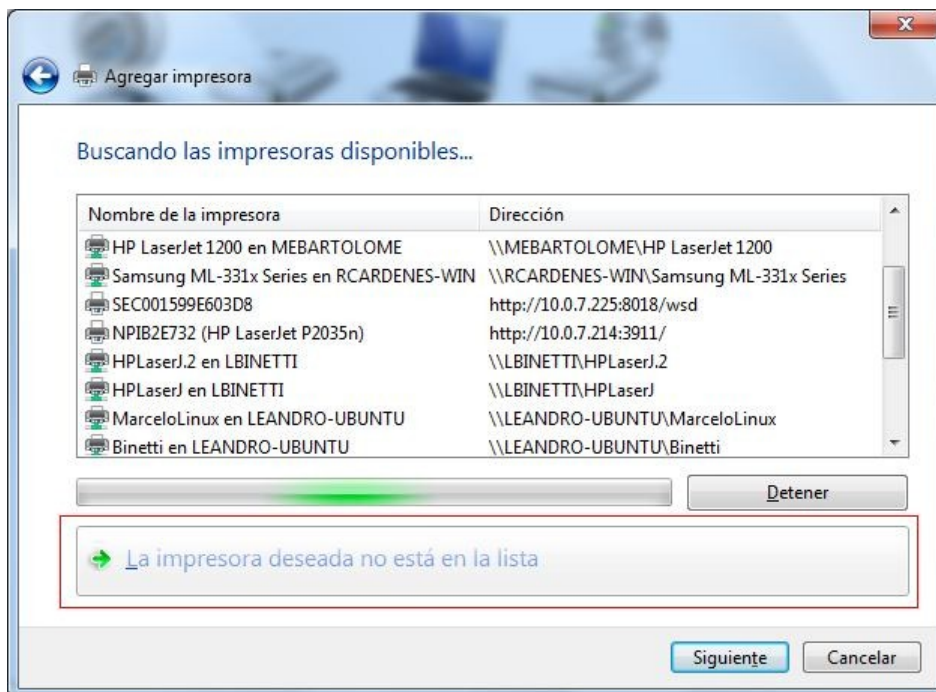 Agregar impresora
Buscando las impresoras disponibles...
Nombre de la impresora Dirección
HP LaserJet 1200 en MEBARTOLOME \\MEBARTOLOME\HP LaserJet 1200
Samsung ML-331x Series en RCARDENES-WIN \\RCARDENES-WIN\Samsung ML-331x Series
SEC001599E603D8 http://10.0.7.225:8018/wsd
NPIB2E732 (HP LaserJet P2035n) http://10.0.7.214:3911/
HPLaserJ.2 en LBINETTI \\LBINETTI\HPLaserJ.2
HPLaserJ en LBINETTI \\LBINETTI\HPLaserJ
MarceloLinux en LEANDRO-UBUNTU \\LEANDRO-UBUNTU\MarceloLinux
Binetti en LEANDRO-UBUNTU \\LEANDRO-UBUNTU\Binetti
Detener
La impresora deseada no está en la lista
Siguiente Cancelar